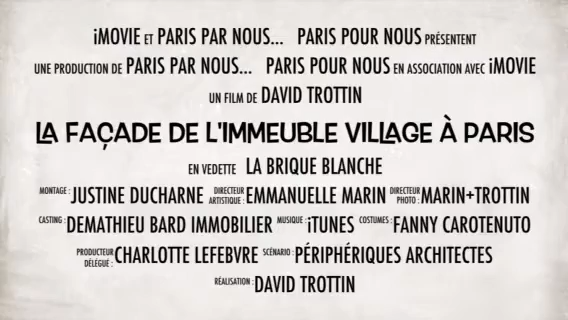 iMOVIE ET PARIS PAR NOUS... PARIS POUR NOUS PRÉSENTENT
UNE PRODUCTION DE PARIS PAR NOUS... PARIS POUR NOUS EN ASSOCIATION AVEC iMOVIE
UN FILM DE DAVID TROTTIN
LA FAÇADE DE L'IMMEUBLE VILLAGE À PARIS
EN VEDETTE LA BRIQUE BLANCHE
MONTAGE : JUSTINE DUCHARNE DIRECTEUR ARTISTIQUE : EMMANUELLE MARIN DIRECTEUR PHOTO : MARIN+TROTTIN
CASTING : DEMATHIEU BARD IMMOBILIER MUSIQUE : iTUNES COSTUMES : FANNY CAROTENUTO
PRODUCTEUR DÉLÉGUÉ : CHARLOTTE LEFEBVRE SCÉNARIO : PÉRIPHÉRIQUES ARCHITECTES
RÉALISATION : DAVID TROTTIN